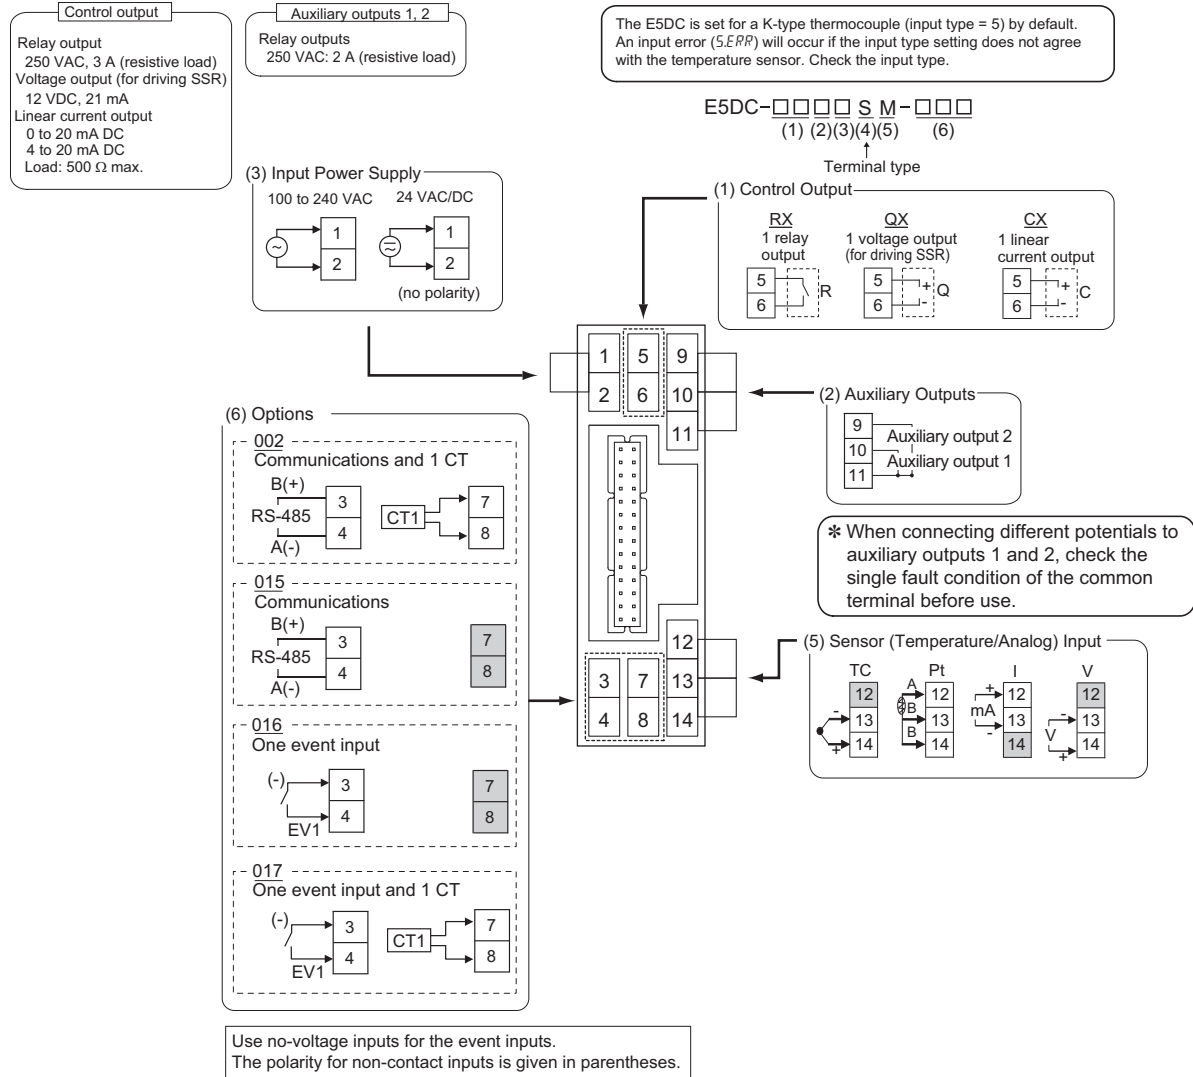 Control output
Relay output
250 VAC, 3 A (resistive load)
Voltage output (for driving SSR)
12 VDC, 21 mA
Linear current output
0 to 20 mA DC
4 to 20 mA DC
Load: 500 Ω max.
Auxiliary outputs 1, 2
Relay outputs
250 VAC: 2 A (resistive load)
The E5DC is set for a K-type thermocouple (input type = 5) by default.
An input error (S.ERR) will occur if the input type setting does not agree
with the temperature sensor. Check the input type.
E5DC-□□□□ S M-□□□
(1) (2)(3)(4)(5) (6)
Terminal type
(3) Input Power Supply
100 to 240 VAC 24 VAC/DC
1 1
2 2
(no polarity)
(1) Control Output
RX QX CX
1 relay 1 voltage output 1 linear
output (for driving SSR) current output
5 5 + 5 +
R Q C
6 6 - 6 -
1 5 9
2 6 10
11
(2) Auxiliary Outputs
9
Auxiliary output 2
10
Auxiliary output 1
11
✻ When connecting different potentials to
auxiliary outputs 1 and 2, check the
single fault condition of the common
terminal before use.
(6) Options
002
Communications and 1 CT
B(+)
3 7
RS-485 CT1
4 8
A(-)
015
Communications
B(+)
3 7
RS-485
4 8
A(-)
016
One event input
(-)
3 7
4 8
EV1
017
One event input and 1 CT
(-)
3 7
CT1
4 8
EV1
12
3 7 13
4 8 14
(5) Sensor (Temperature/Analog) Input
TC Pt I V
12 A 12 + 12 12
- 13 B 13 mA 13 - 13
V
+ 14 B 14 - 14 + 14
Use no-voltage inputs for the event inputs.
The polarity for non-contact inputs is given in parentheses.